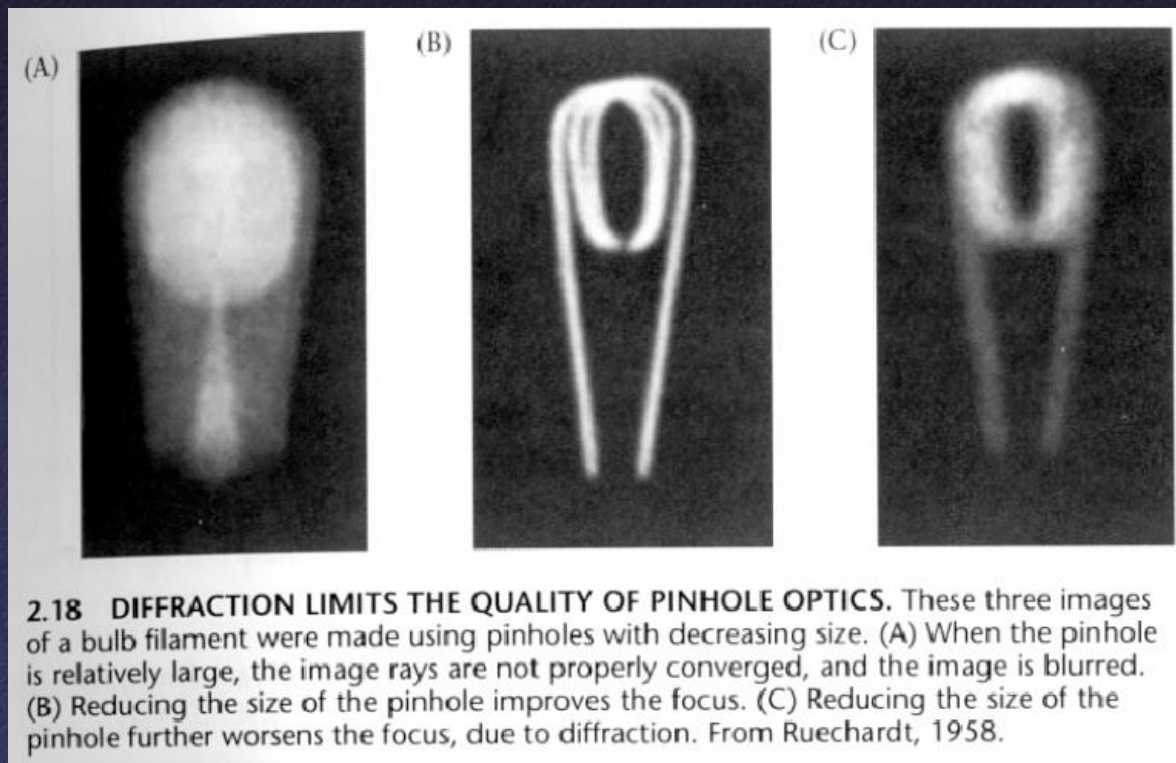 (A)
(B)
(C)
2.18 DIFFRACTION LIMITS THE QUALITY OF PINHOLE OPTICS. These three images
of a bulb filament were made using pinholes with decreasing size. (A) When the pinhole
is relatively large, the image rays are not properly converged, and the image is blurred.
(B) Reducing the size of the pinhole improves the focus. (C) Reducing the size of the
pinhole further worsens the focus, due to diffraction. From Ruechardt, 1958.